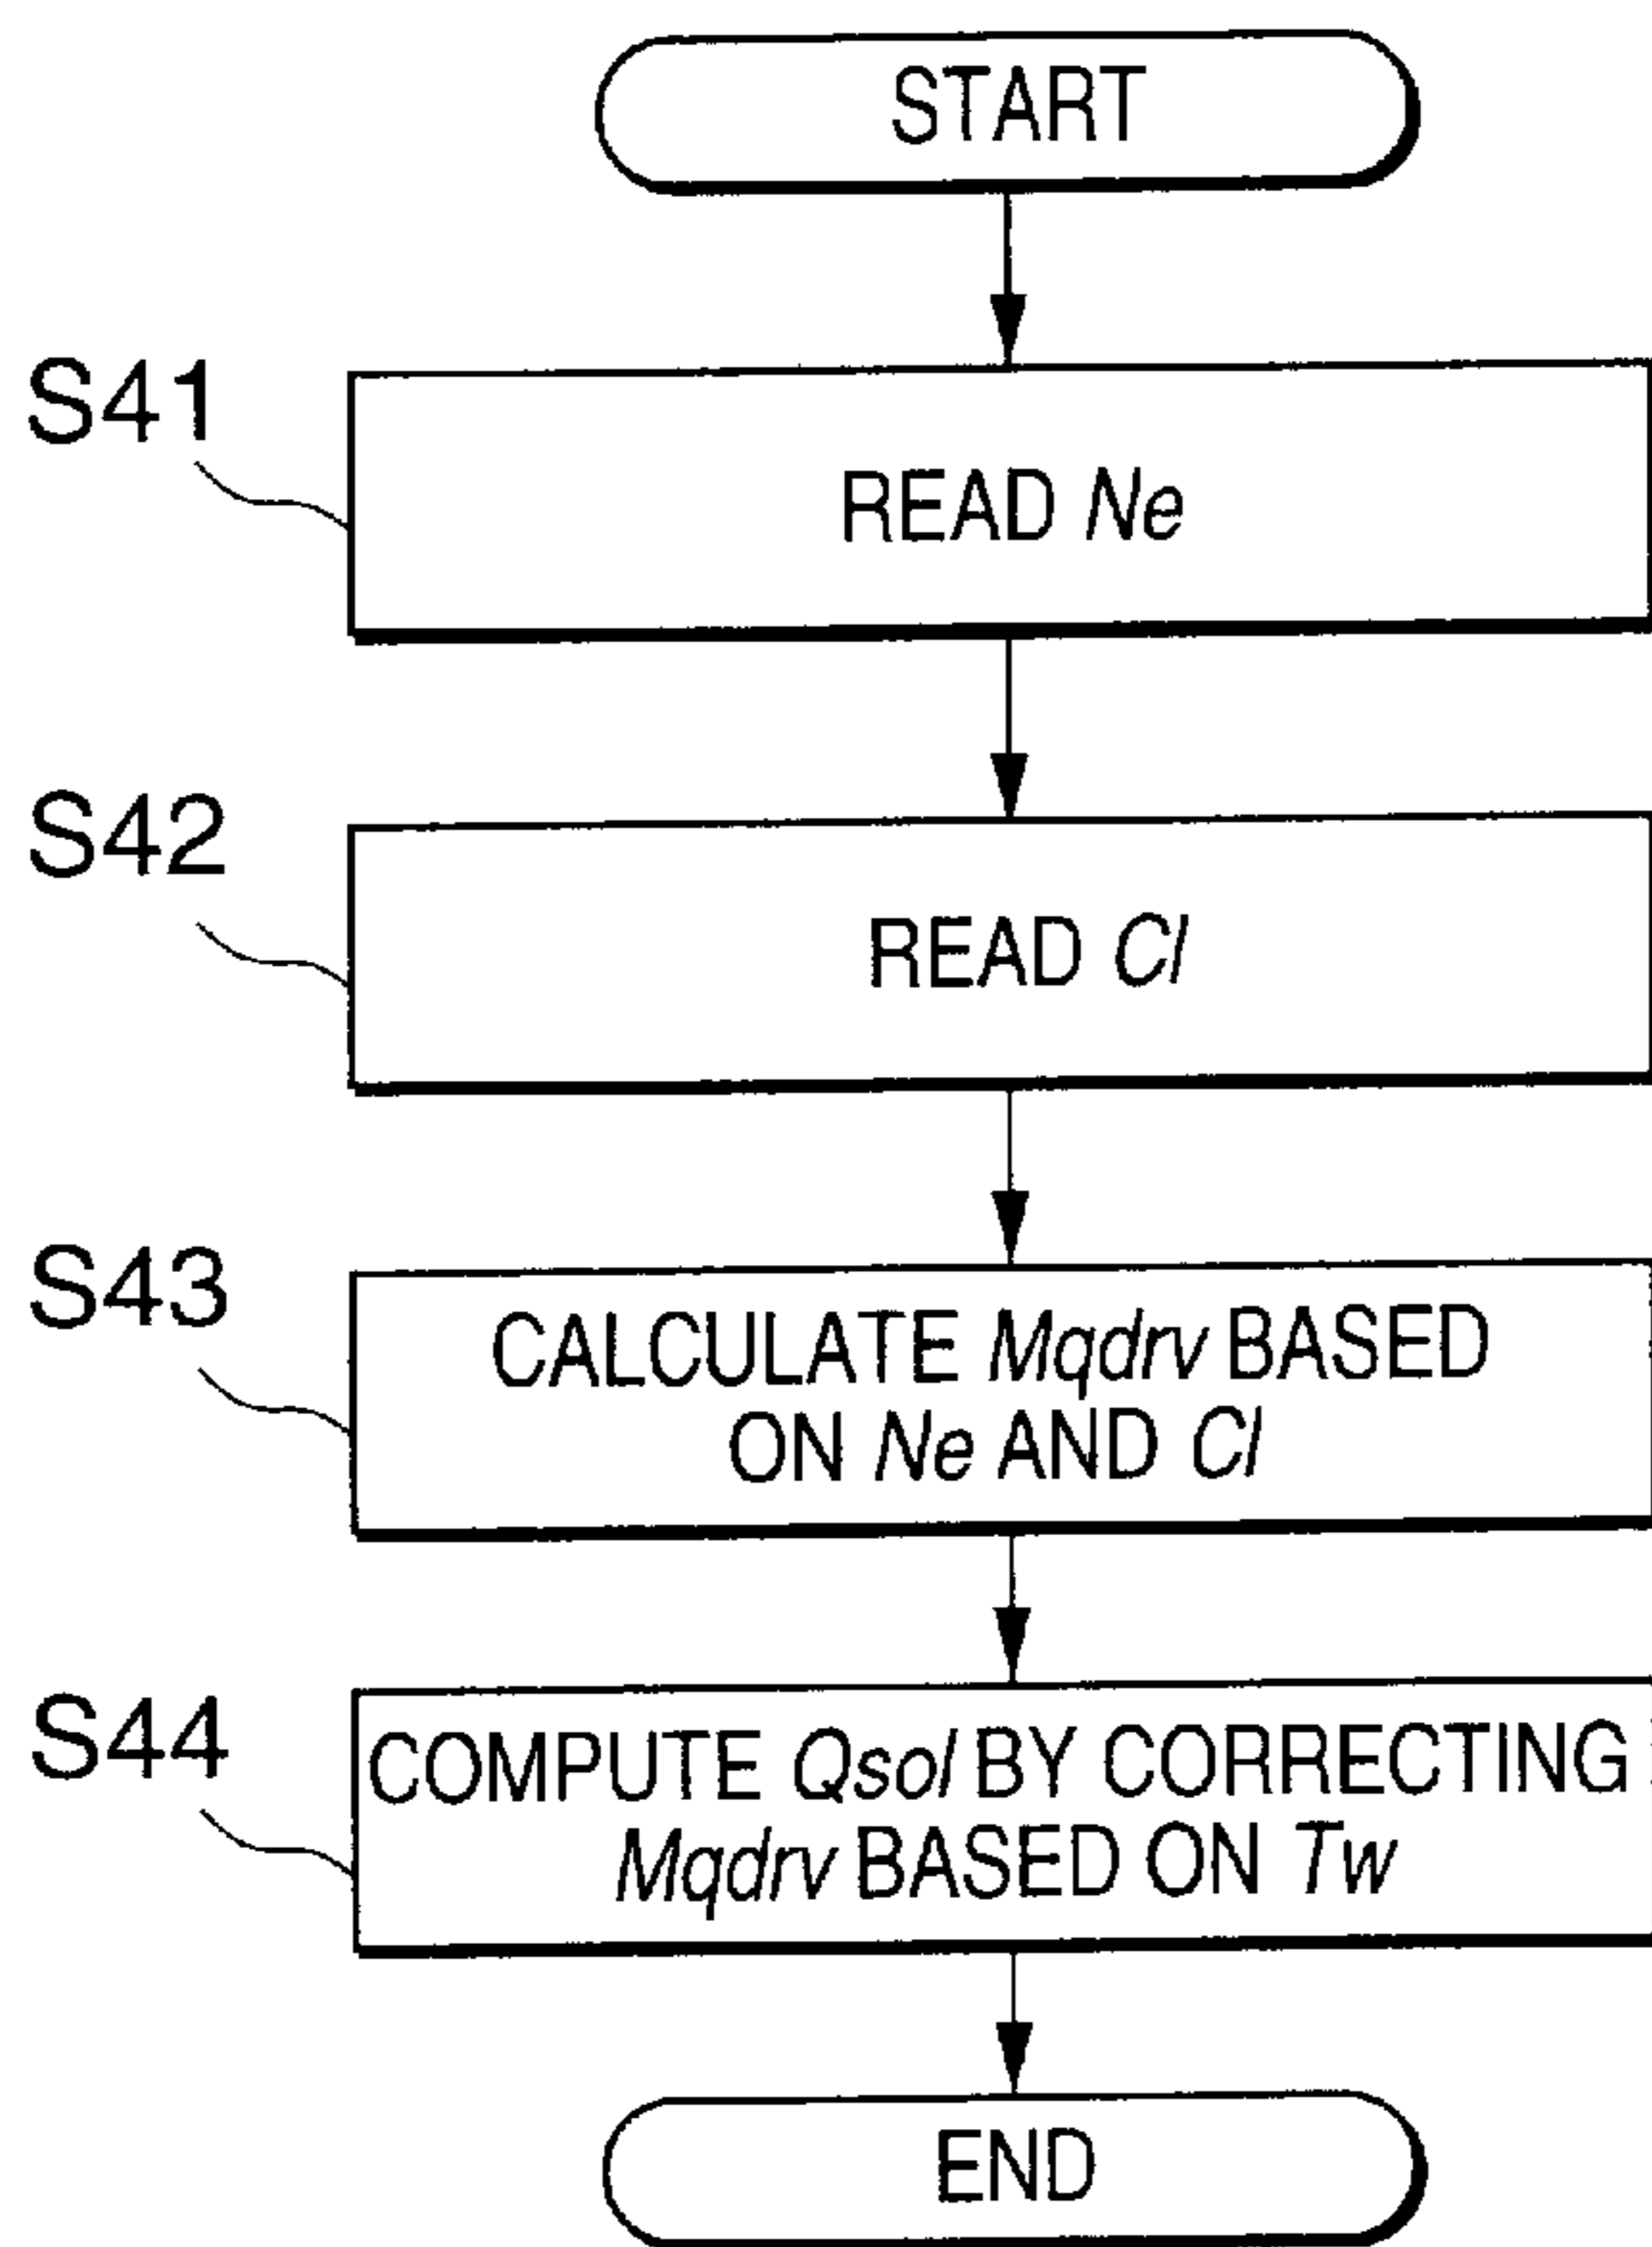 START
S41
READ Ne
S42
READ Cl
S43
CALCULATE Mqdrv BASED
ON Ne AND Cl
S44
COMPUTE Qsol BY CORRECTING
Mqdrv BASED ON Tw
END